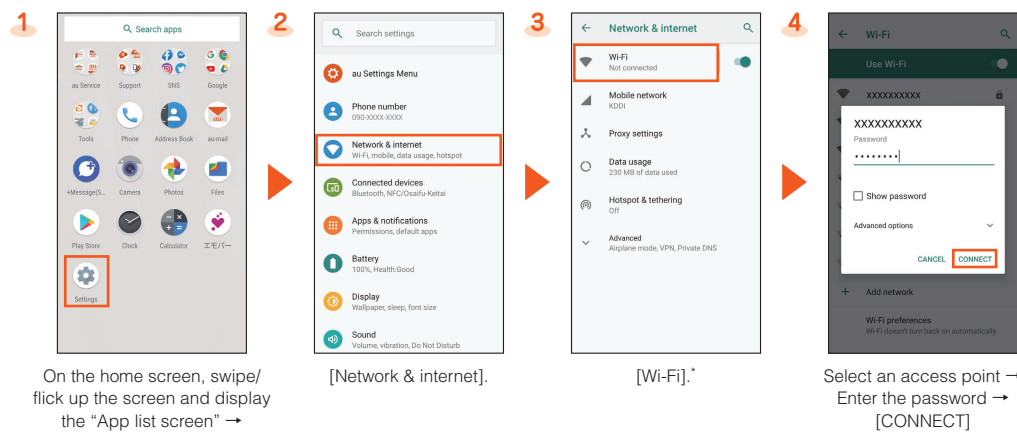 1
Search apps
au Service
Support
SNS
Google
Tools
Phone
Address Book
au-mail
+Message(S...
Camera
Photos
Files
Play Store
Clock
Calculator
エモパー
Settings
On the home screen, swipe/
flick up the screen and display
the “App list screen” →
2
Search settings
au Settings Menu
Phone number
090-XXXX-XXXX
Network & internet
Wi-Fi, mobile, data usage, hotspot
Connected devices
Bluetooth, NFC/Osaifu-Keitai
Apps & notifications
Permissions, default apps
Battery
100%, Health:Good
Display
Wallpaper, sleep, font size
Sound
Volume, vibration, Do Not Disturb
[Network & internet].
3
Network & internet
Wi-Fi
Not connected
Mobile network
KDDI
Proxy settings
Data usage
230 MB of data used
Hotspot & tethering
Off
Advanced
Airplane mode, VPN, Private DNS
[Wi-Fi].*
4
Wi-Fi
Use Wi-Fi
XXXXXXXXXX
XXXXXXXXXX
Password
••••••••
Show password
Advanced options
CANCEL CONNECT
Add network
Wi-Fi preferences
Wi-Fi doesn't turn back on automatically
Select an access point →
Enter the password →
[CONNECT]